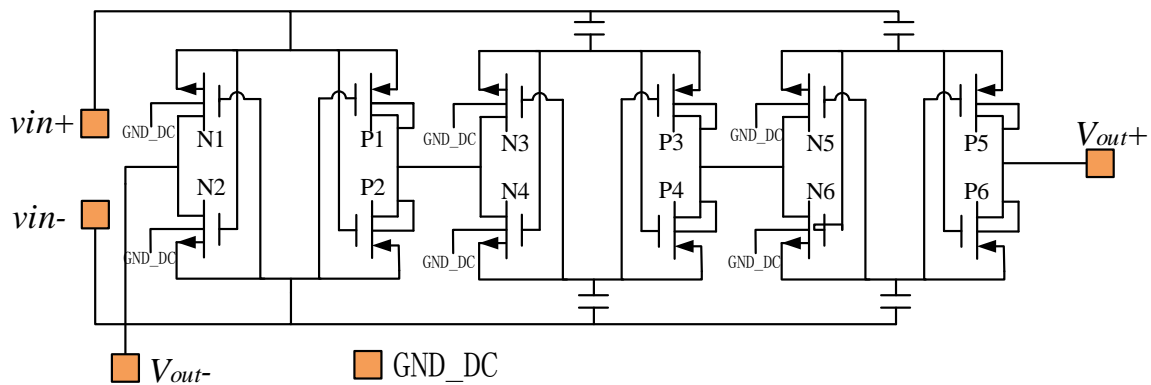 vin+
vin-
GND_DC
N1
N2
GND_DC
P1
P2
GND_DC
N3
N4
GND_DC
P3
P4
GND_DC
N5
N6
GND_DC
P5
P6
Vout+
Vout-
GND_DC